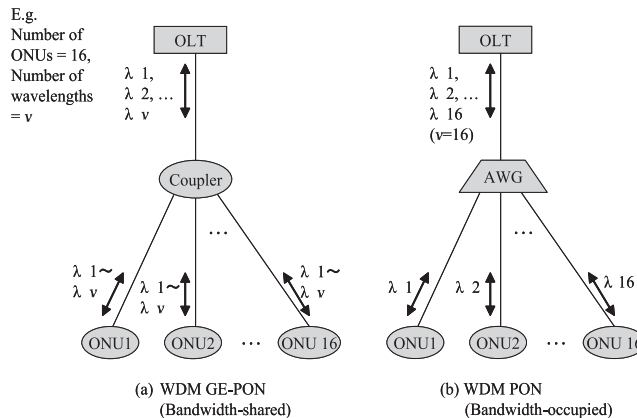 E.g.
Number of
ONUs = 16,
Number of
wavelengths
= v
OLT
λ 1,
λ 2, …
λ v
Coupler
…
λ 1~
λ v
λ 1~
λ v
λ 1~
λ v
ONU1
ONU2
…
ONU 16
(a) WDM GE-PON
(Bandwidth-shared)
OLT
λ 1,
λ 2, …
λ 16
(v=16)
AWG
…
λ 1
λ 2
λ 16
ONU1
ONU2
…
ONU 16
(b) WDM PON
(Bandwidth-occupied)